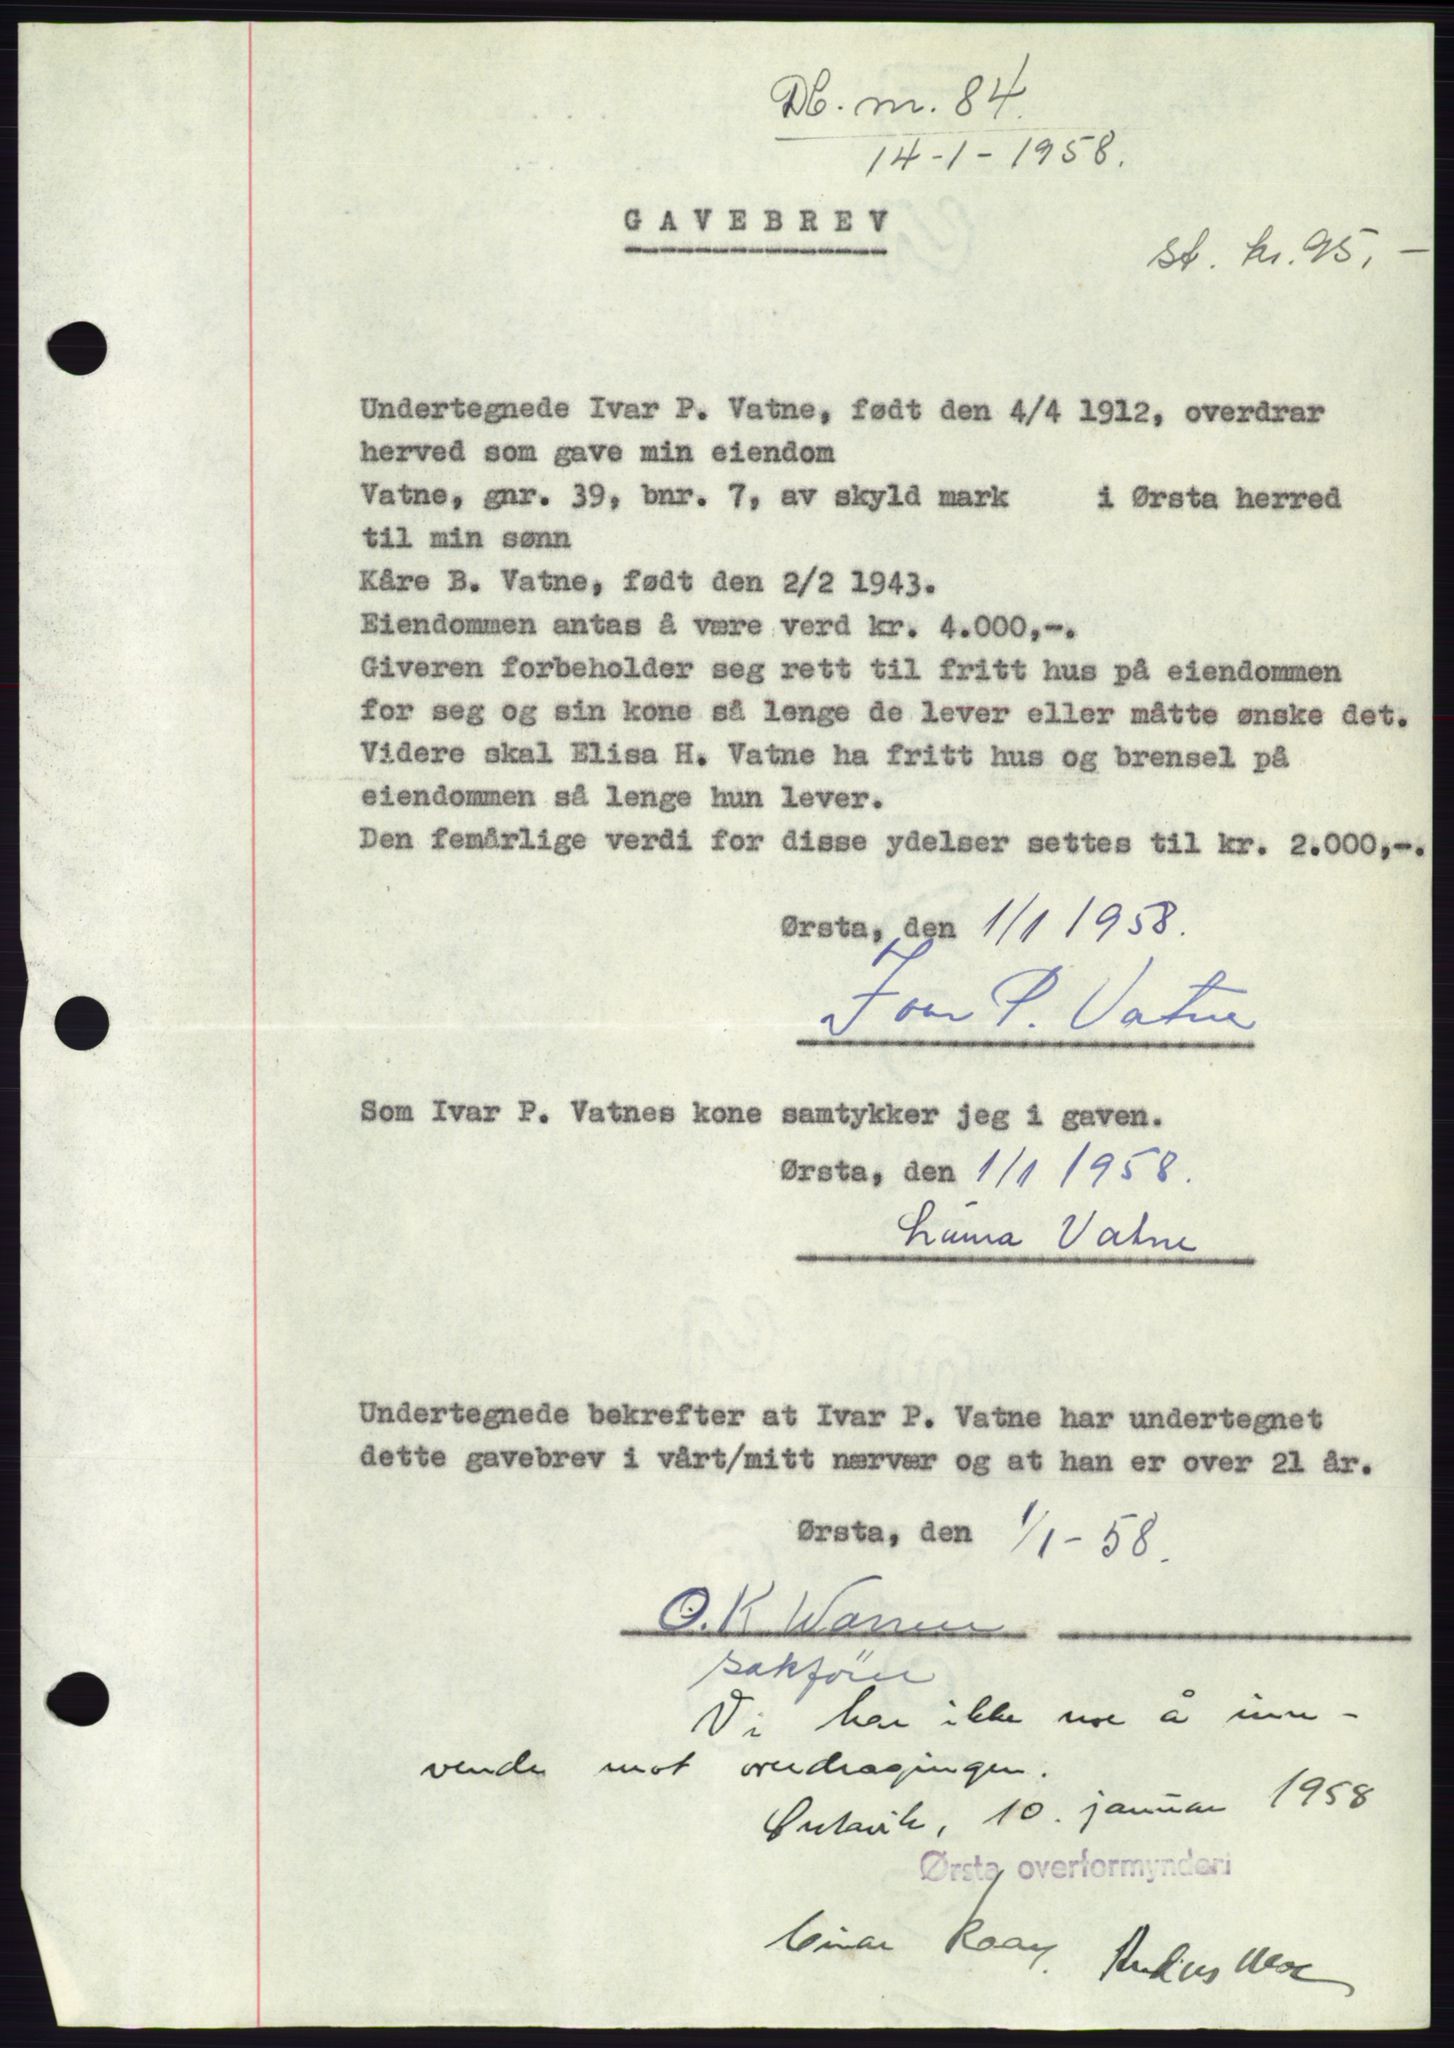 Db. nr. 84.
14-1-1958.
GAVEBREV
St. kr. 95,-
Undertegnede Ivar P. Vatne, født den 4/4 1912, overdrar
herved som gave min eiendom
Vatne, gnr. 39, bnr. 7, av skyld mark i Ørsta herred
til min sønn
Kåre B. Vatne, født den 2/2 1943.
Eiendommen antas å være verd kr. 4.000,-.
Giveren forbeholder seg rett til fritt hus på eiendommen
for seg og sin kone så lenge de lever eller måtte ønske det.
Videre skal Elisa H. Vatne ha fritt hus og brensel på
eiendommen så lenge hun lever.
Den femårlige verdi for disse ydelser settes til kr. 2.000,-.
Ørsta, den 1/1 1958.
Ivar P. Vatne
Som Ivar P. Vatnes kone samtykker jeg i gaven.
Ørsta, den 1/1 1958.
Vatne
Undertegnede bekrefter at Ivar P. Vatne har undertegnet
dette gavebrev i vårt/mitt nærvær og at han er over 21 år.
Ørsta, den 1/1-58.
O.K.
sakfører
Vi har ikke noe å inn-
vende mot overdragingen.
10. januar 1958
Ørsta overformynderi
Einar